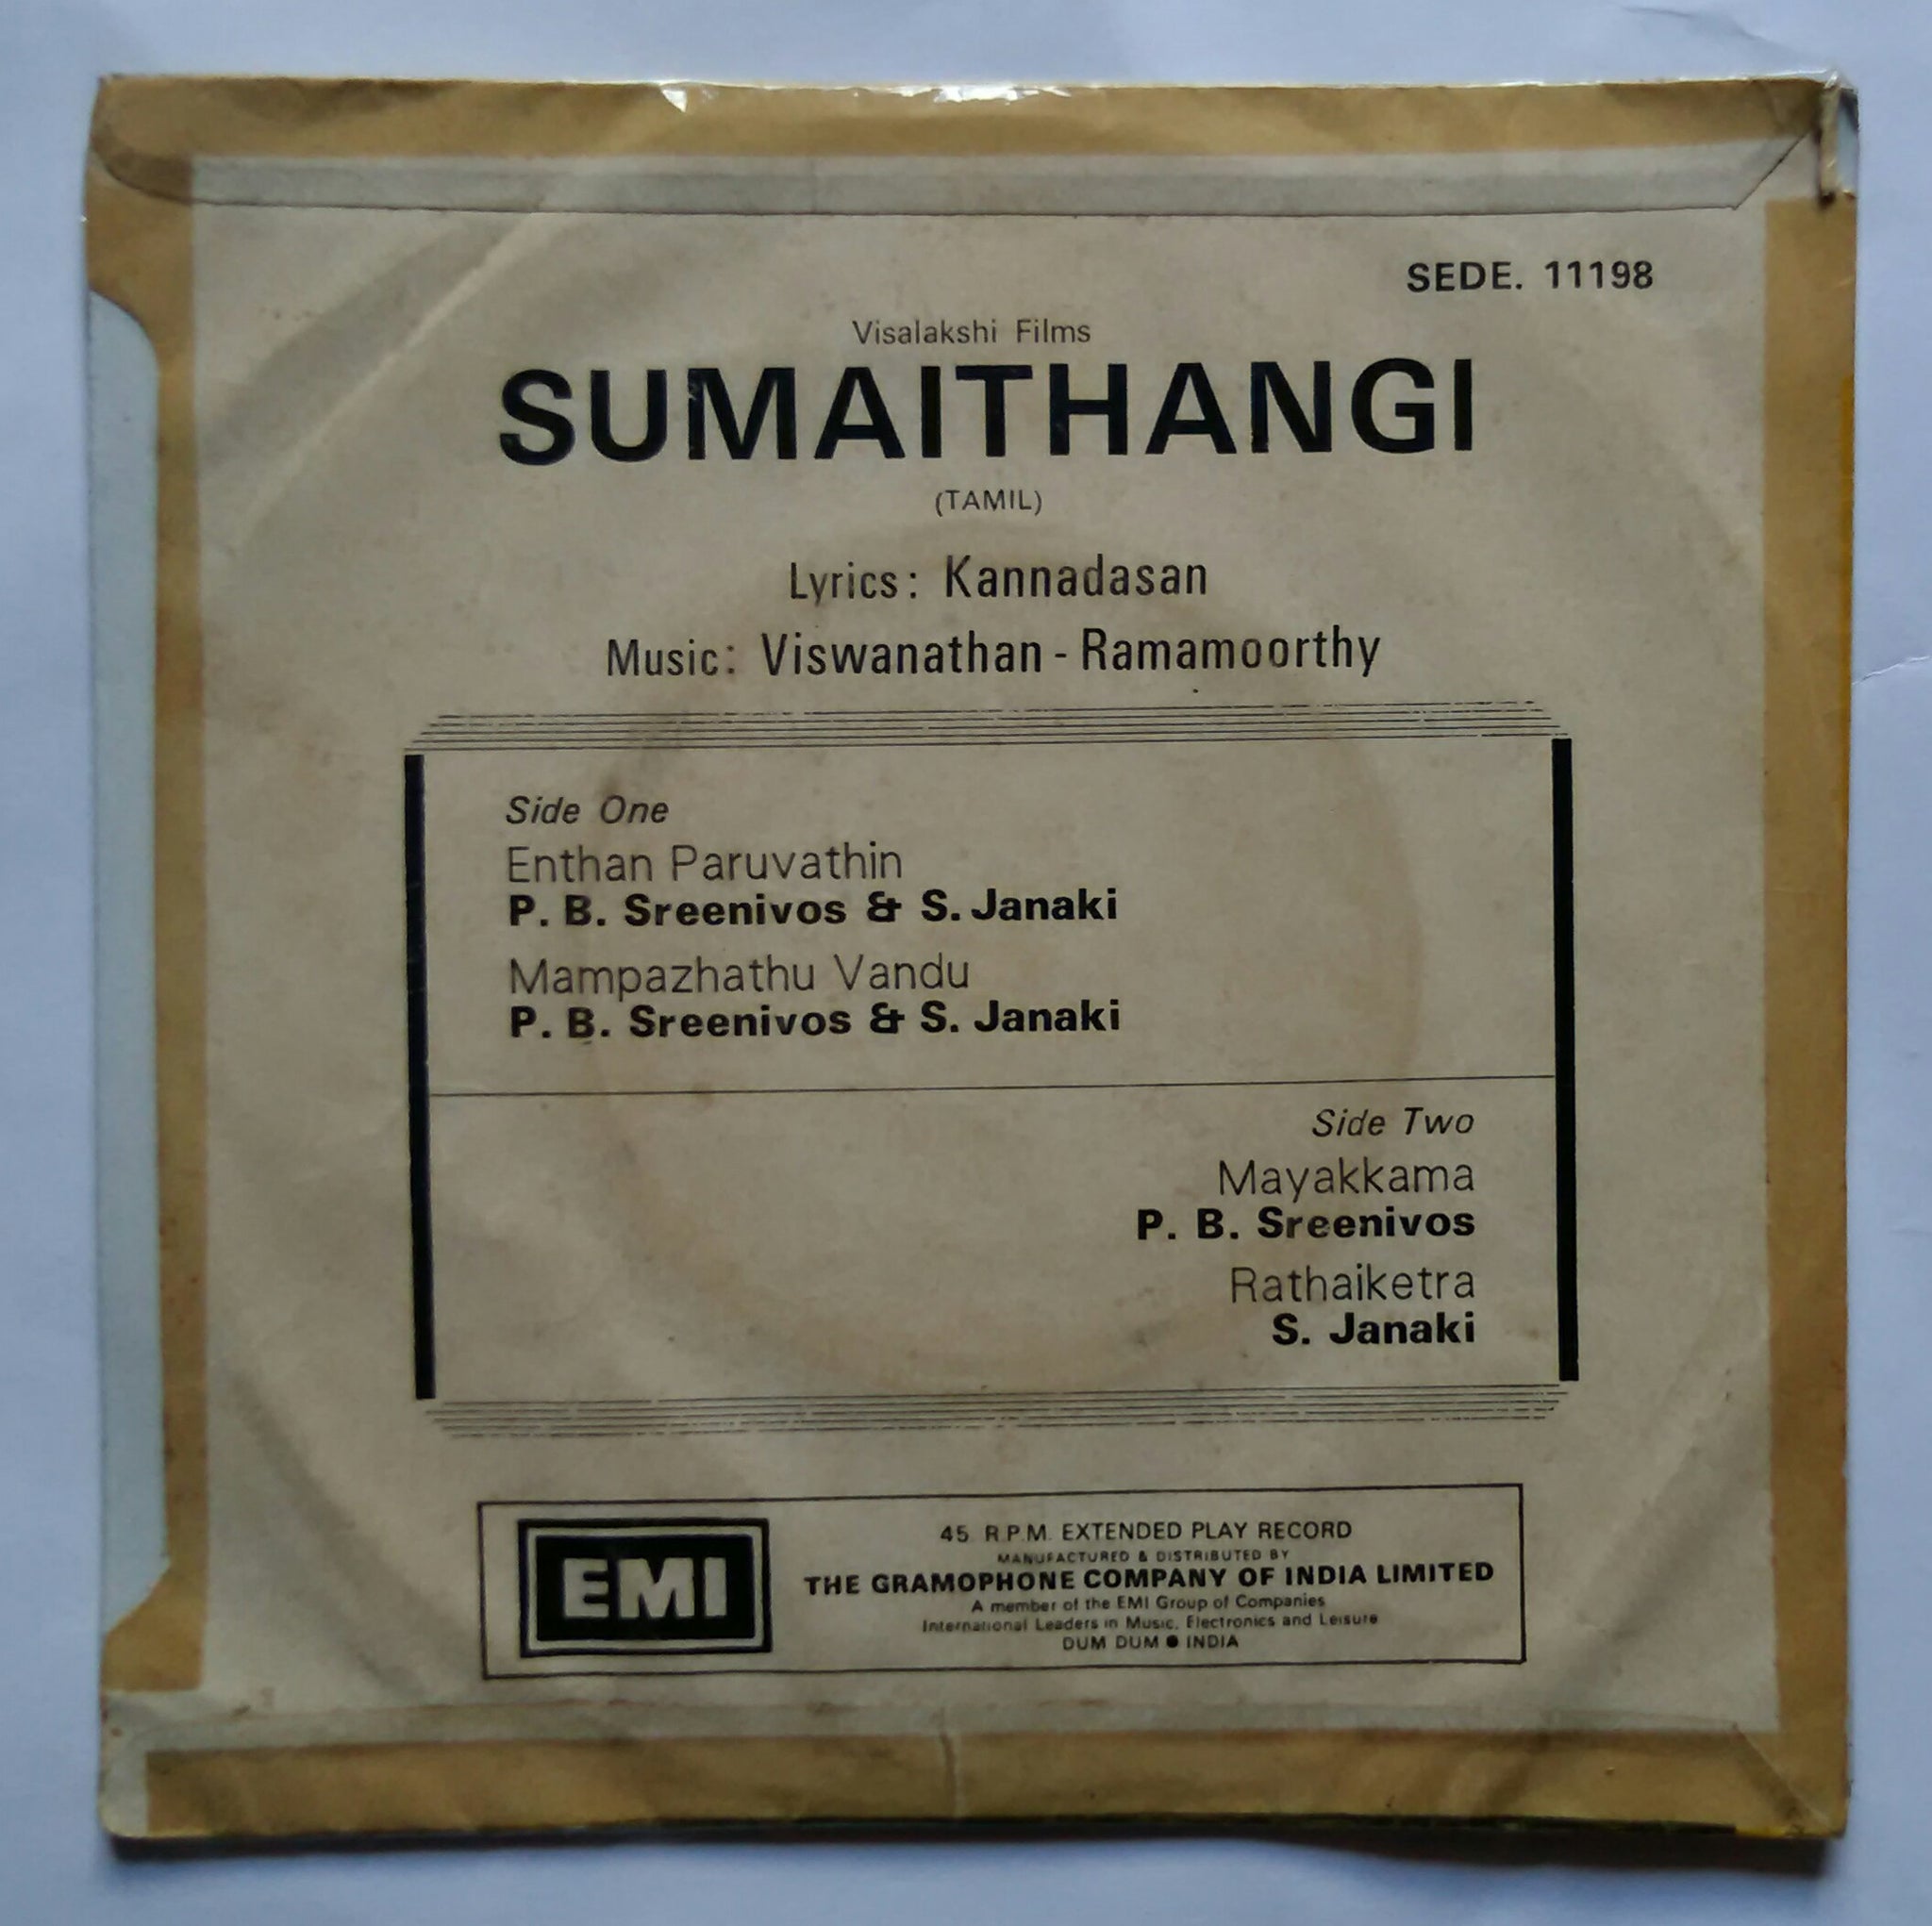 SEDE. 11198
Visalakshi Films
SUMAITHANGI
(TAMIL)
Lyrics: Kannadasan
Music: Viswanathan - Ramamoorthy
Side One
Enthan Paruvathin
P. B. Sreenivos & S. Janaki
Mampazhathu Vandu
P. B. Sreenivos & S. Janaki
Side Two
Mayakkama
P. B. Sreenivos
Rathaiketra
S. Janaki
EMI
45 R.P.M. EXTENDED PLAY RECORD
MANUFACTURED & DISTRIBUTED BY
THE GRAMOPHONE COMPANY OF INDIA LIMITED
A member of the EMI Group of Companies
International Leaders in Music, Electronics and Leisure
DUM DUM ● INDIA